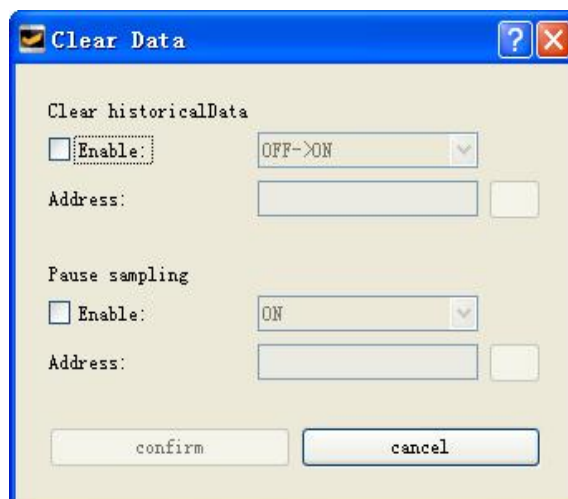 Clear Data
Clear historicalData
Enable: OFF->ON
Address:
Pause sampling
Enable: ON
Address:
confirm cancel